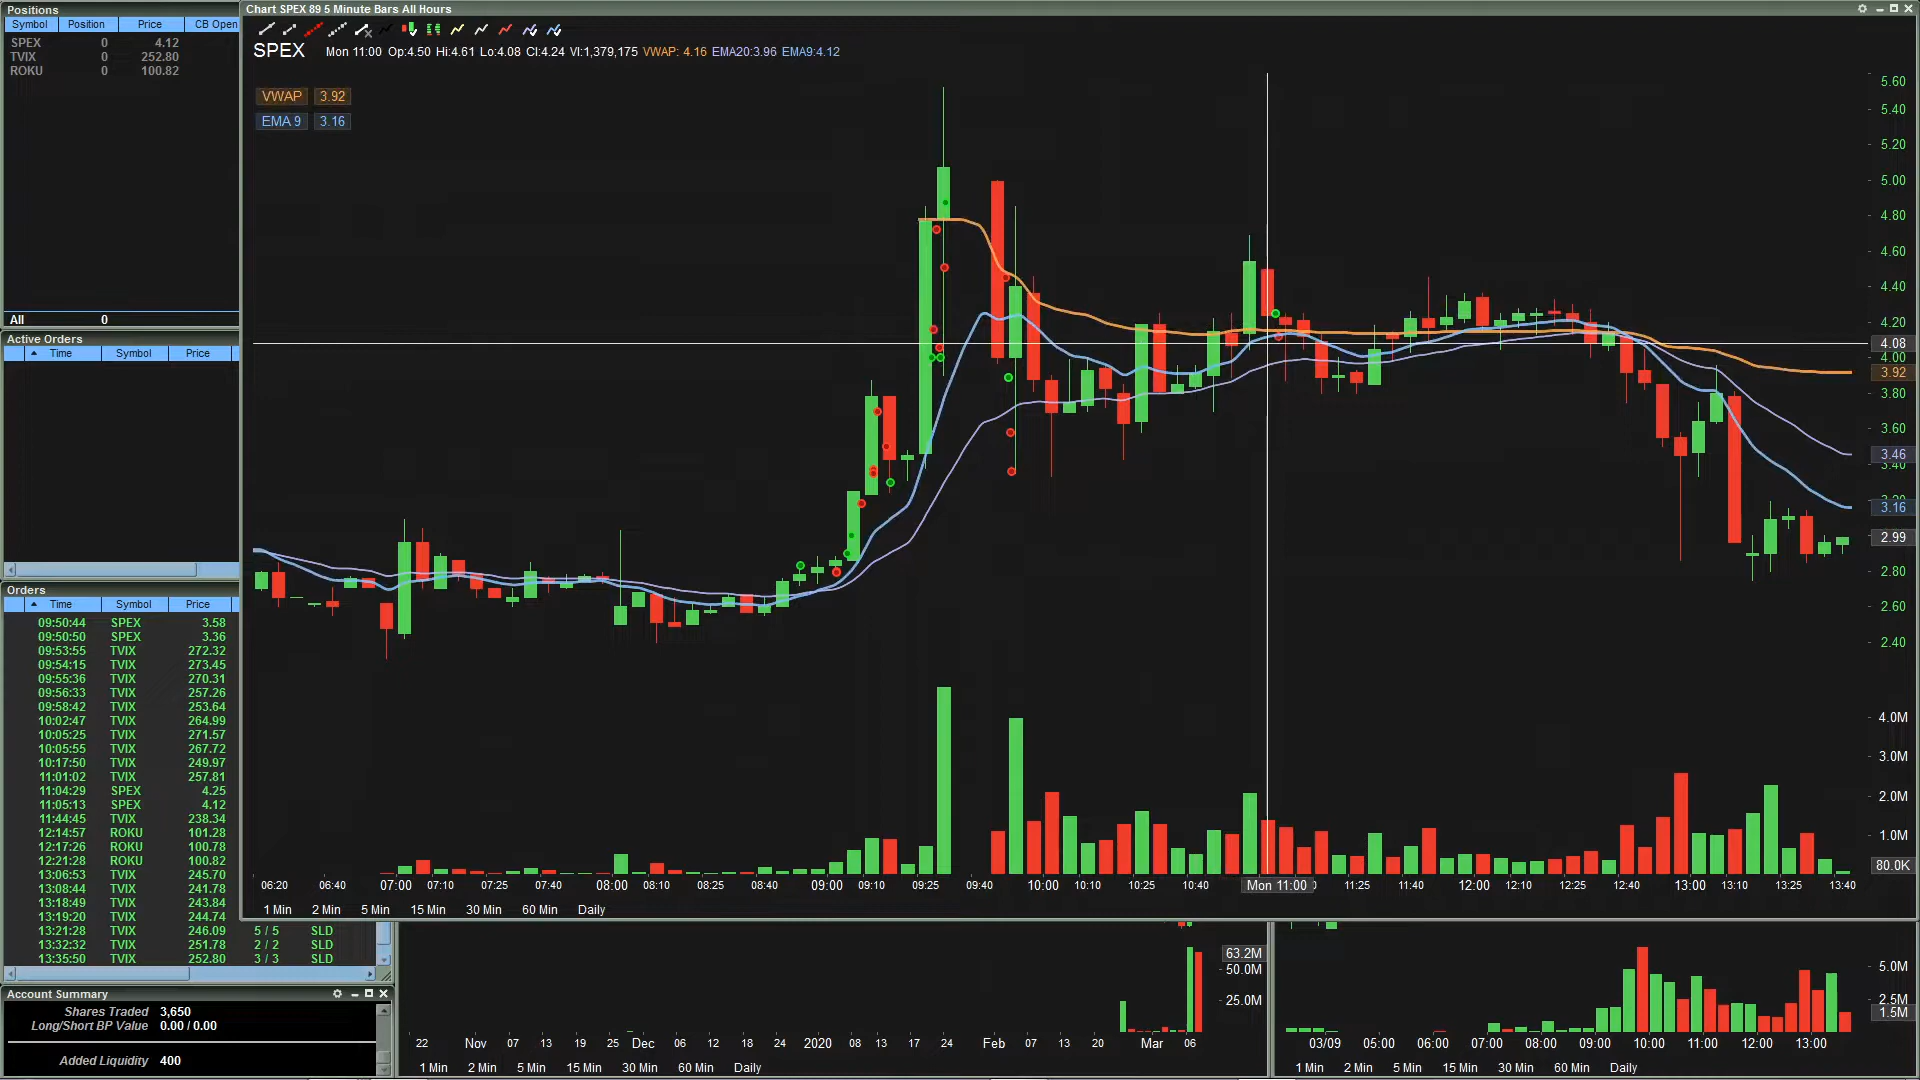 Positions
Symbol Position Price CB Open
SPEX 0 4.12
TVIX 0 252.80
ROKU 0 100.82
All 0
Active Orders
Time Symbol Price
Orders
Time Symbol Price
09:50:44 SPEX 3.58
09:50:50 SPEX 3.36
09:53:55 TVIX 272.32
09:54:15 TVIX 273.45
09:55:36 TVIX 270.31
09:56:33 TVIX 257.26
09:58:42 TVIX 253.64
10:02:47 TVIX 264.99
10:05:25 TVIX 271.57
10:05:55 TVIX 267.72
10:17:50 TVIX 249.97
11:01:02 TVIX 257.81
11:04:29 SPEX 4.25
11:05:13 SPEX 4.12
11:44:45 TVIX 238.34
12:14:57 ROKU 101.28
12:17:26 ROKU 100.78
12:21:28 ROKU 100.82
13:06:53 TVIX 245.70
13:08:44 TVIX 241.78
13:18:49 TVIX 243.84
13:19:20 TVIX 244.74
13:21:28 TVIX 246.09 5 / 5 SLD
13:32:32 TVIX 251.78 2 / 2 SLD
13:35:50 TVIX 252.80 3 / 3 SLD
Account Summary
Shares Traded 3,650
Long/Short BP Value 0.00 / 0.00
Added Liquidity 400
Chart SPEX 89 5 Minute Bars All Hours
SPEX Mon 11:00 Op:4.50 Hi:4.61 Lo:4.08 Cl:4.24 Vl:1,379,175 VWAP: 4.16 EMA20:3.96 EMA9:4.12
VWAP 3.92
EMA 9 3.16
5.60
5.40
5.20
5.00
4.80
4.60
4.40
4.20
4.08
4.00
3.92
3.80
3.60
3.46
3.40
3.20
3.16
2.99
2.80
2.60
2.40
4.0M
3.0M
2.0M
1.0M
80.0K
06:20 06:40 07:00 07:10 07:25 07:40 08:00 08:10 08:25 08:40 09:00 09:10 09:25 09:40 10:00 10:10 10:25 10:40 Mon 11:00 11:25 11:40 12:00 12:10 12:25 12:40 13:00 13:10 13:25 13:40
1 Min 2 Min 5 Min 15 Min 30 Min 60 Min Daily
63.2M
50.0M
25.0M
22 Nov 07 13 19 25 Dec 06 12 18 24 2020 08 13 17 24 Feb 07 13 20 Mar 06
1 Min 2 Min 5 Min 15 Min 30 Min 60 Min Daily
5.0M
2.5M
1.5M
03/09 05:00 06:00 07:00 08:00 09:00 10:00 11:00 12:00 13:00
1 Min 2 Min 5 Min 15 Min 30 Min 60 Min Daily